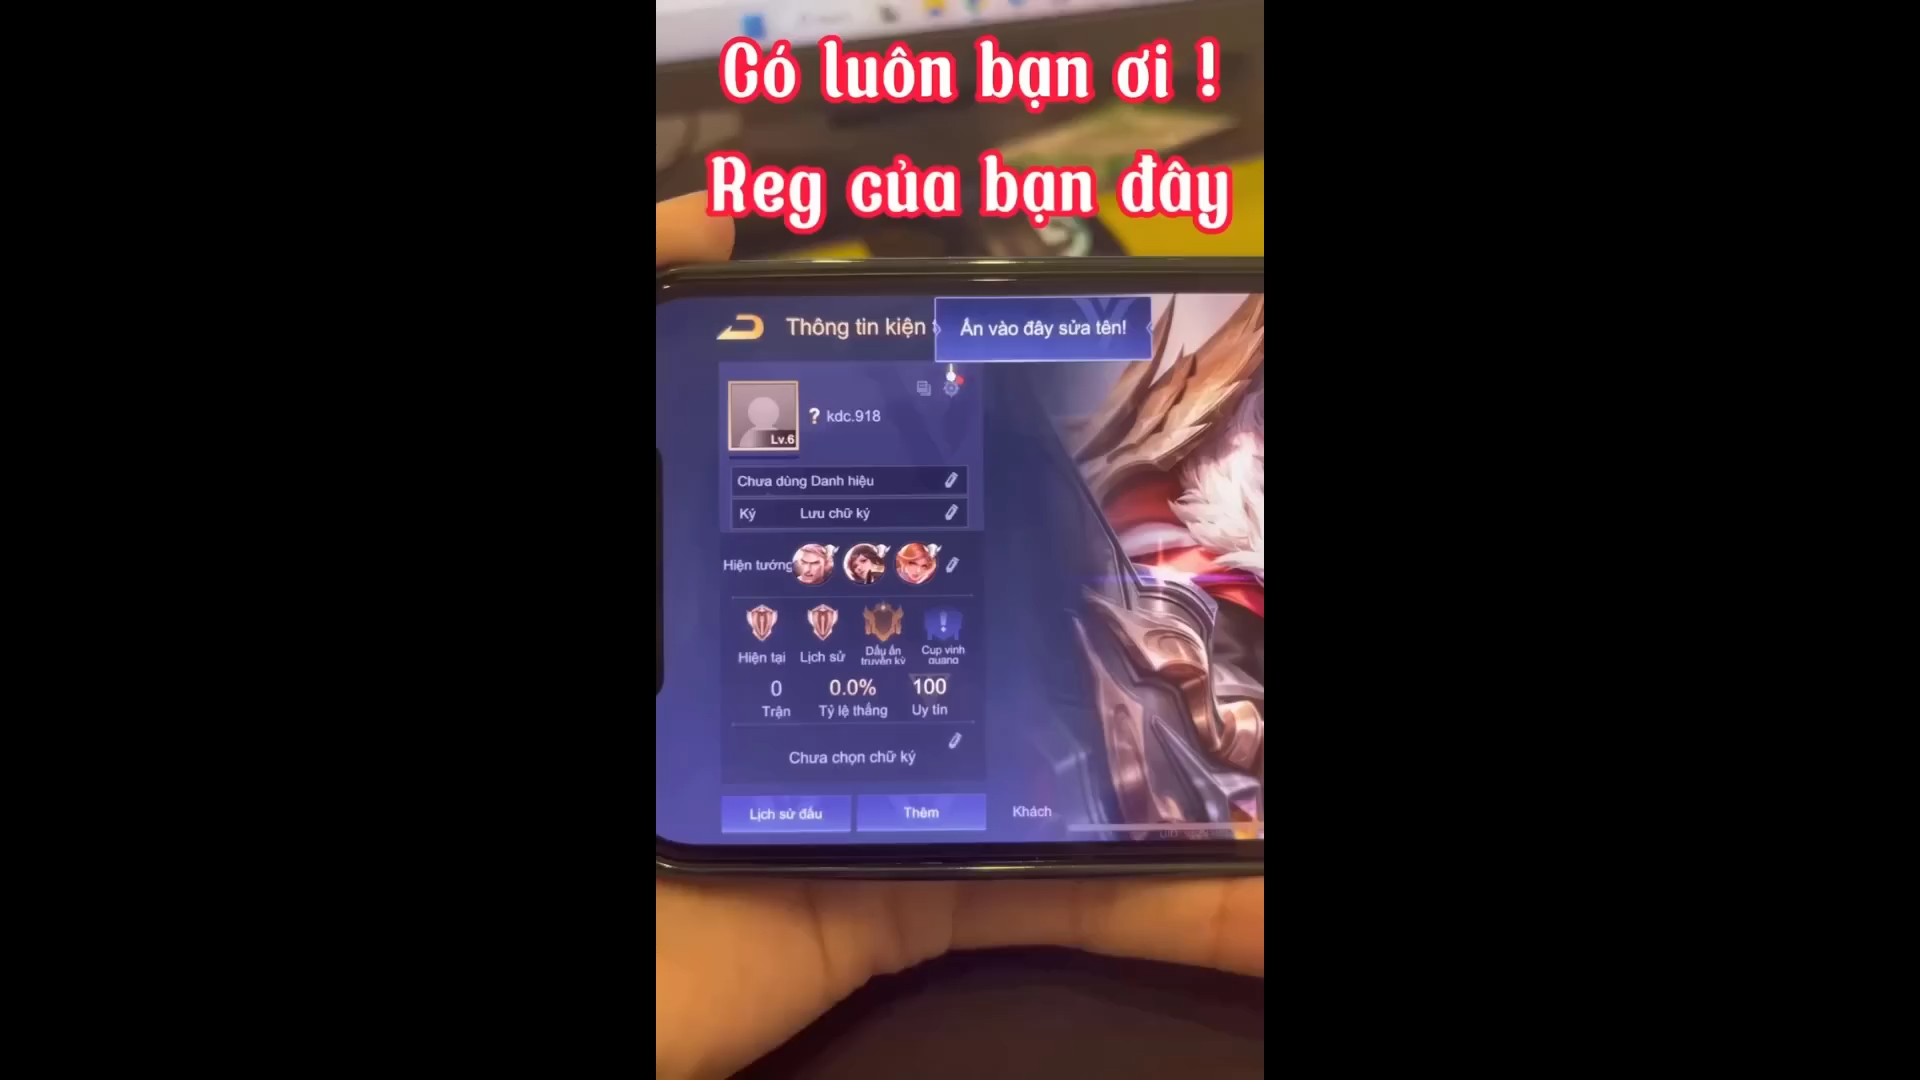 Có luôn bạn ơi !
Reg của bạn đây
Thông tin kiện
Ấn vào đây sửa tên!
? kdc.918
Lv.6
Chưa dùng Danh hiệu
Ký Lưu chữ ký
Hiện tướng
Hiện tại Lịch sử Dấu ấn truyền kỳ Cup vinh quang
0 0.0% 100
Trận Tỷ lệ thắng Uy tín
Chưa chọn chữ ký
Lịch sử đấu Thêm Khách